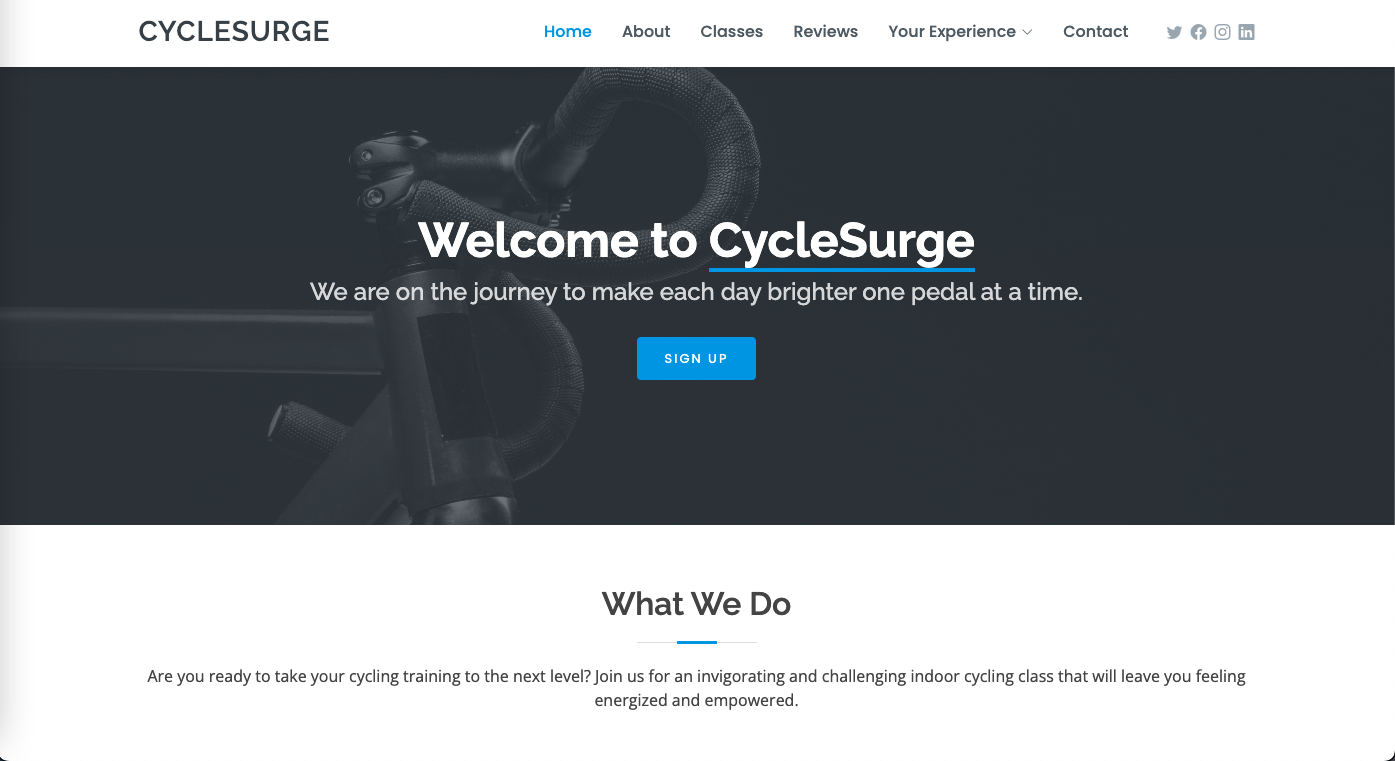 CYCLESURGE
Home About Classes Reviews Your Experience Contact
Welcome to CycleSurge
We are on the journey to make each day brighter one pedal at a time.
SIGN UP
What We Do
Are you ready to take your cycling training to the next level? Join us for an invigorating and challenging indoor cycling class that will leave you feeling
energized and empowered.